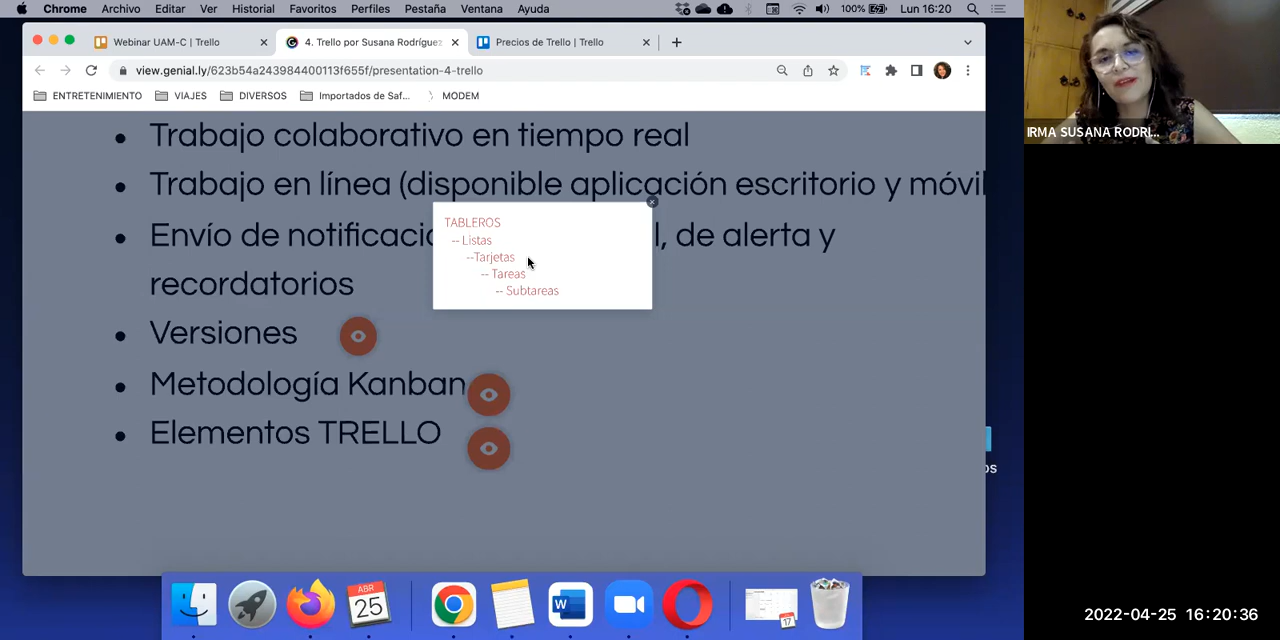 Chrome Archivo Editar Ver Historial Favoritos Perfiles Pestaña Ventana Ayuda 100% Lun 16:20
Webinar UAM-C | Trello
4. Trello por Susana Rodríguez
Precios de Trello | Trello
view.genial.ly/623b54a243984400113f655f/presentation-4-trello
ENTRETENIMIENTO VIAJES DIVERSOS Importados de Saf... MODEM
IRMA SUSANA RODRI...
• Trabajo colaborativo en tiempo real
• Trabajo en línea (disponible aplicación escritorio y móvil
• Envío de notificacio l, de alerta y
recordatorios
• Versiones
• Metodología Kanban
• Elementos TRELLO
TABLEROS
-- Listas
--Tarjetas
-- Tareas
-- Subtareas
os
ABR
25
17
2022-04-25 16:20:36